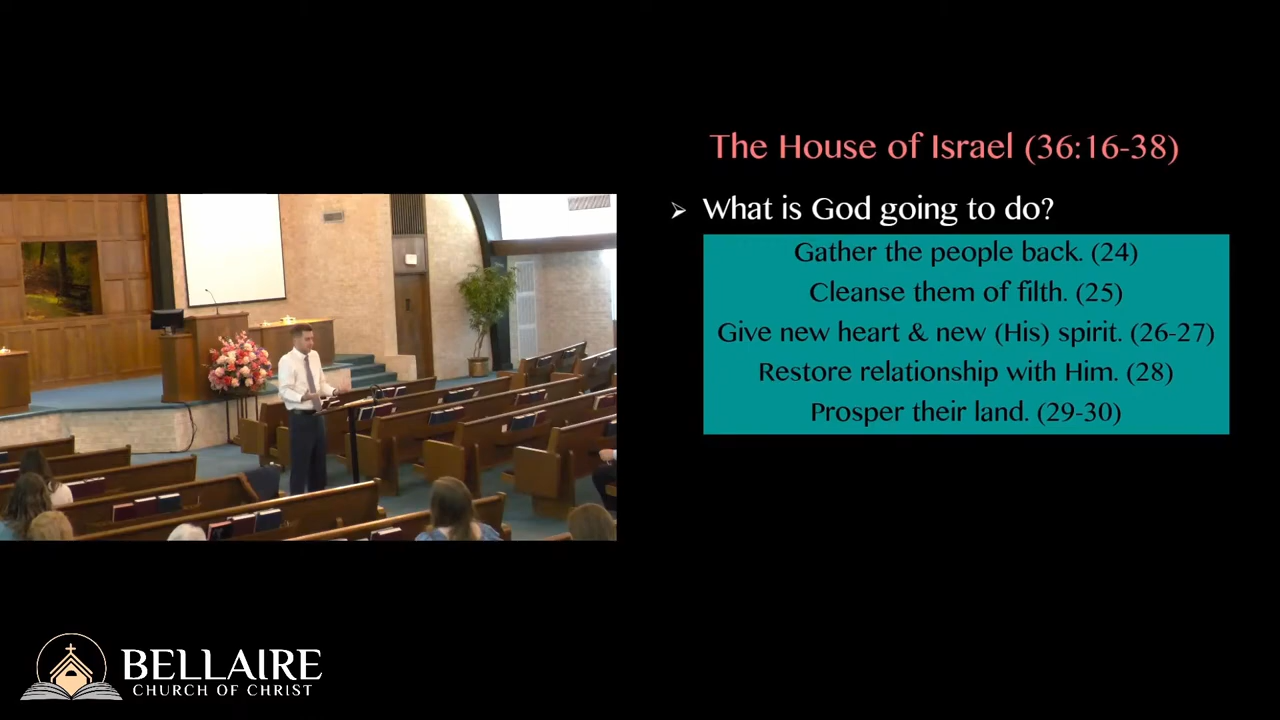 The House of Israel (36:16-38)
➢ What is God going to do?
Gather the people back. (24)
Cleanse them of filth. (25)
Give new heart & new (His) spirit. (26-27)
Restore relationship with Him. (28)
Prosper their land. (29-30)
BELLAIRE
CHURCH OF CHRIST